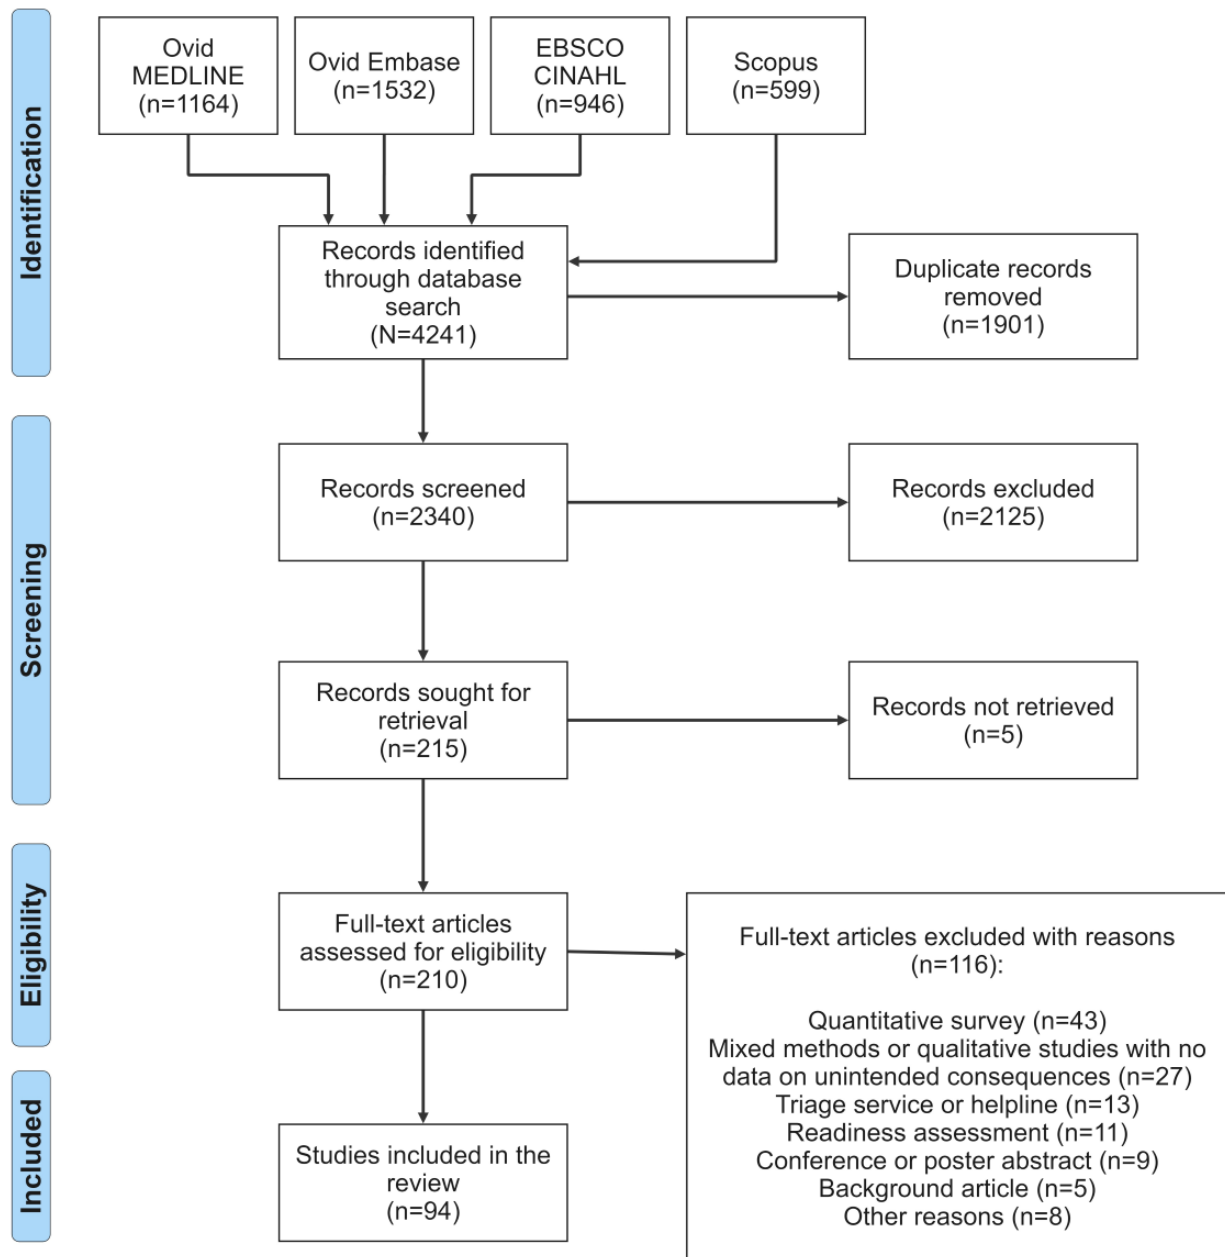 Identification
Ovid
MEDLINE
(n=1164)
Ovid Embase
(n=1532)
EBSCO
CINAHL
(n=946)
Scopus
(n=599)
Records identified
through database
search
(N=4241)
Duplicate records
removed
(n=1901)
Screening
Records screened
(n=2340)
Records excluded
(n=2125)
Records sought for
retrieval
(n=215)
Records not retrieved
(n=5)
Eligibility
Full-text articles
assessed for eligibility
(n=210)
Full-text articles excluded with reasons
(n=116):
Quantitative survey (n=43)
Mixed methods or qualitative studies with no
data on unintended consequences (n=27)
Triage service or helpline (n=13)
Readiness assessment (n=11)
Conference or poster abstract (n=9)
Background article (n=5)
Other reasons (n=8)
Included
Studies included in the
review
(n=94)